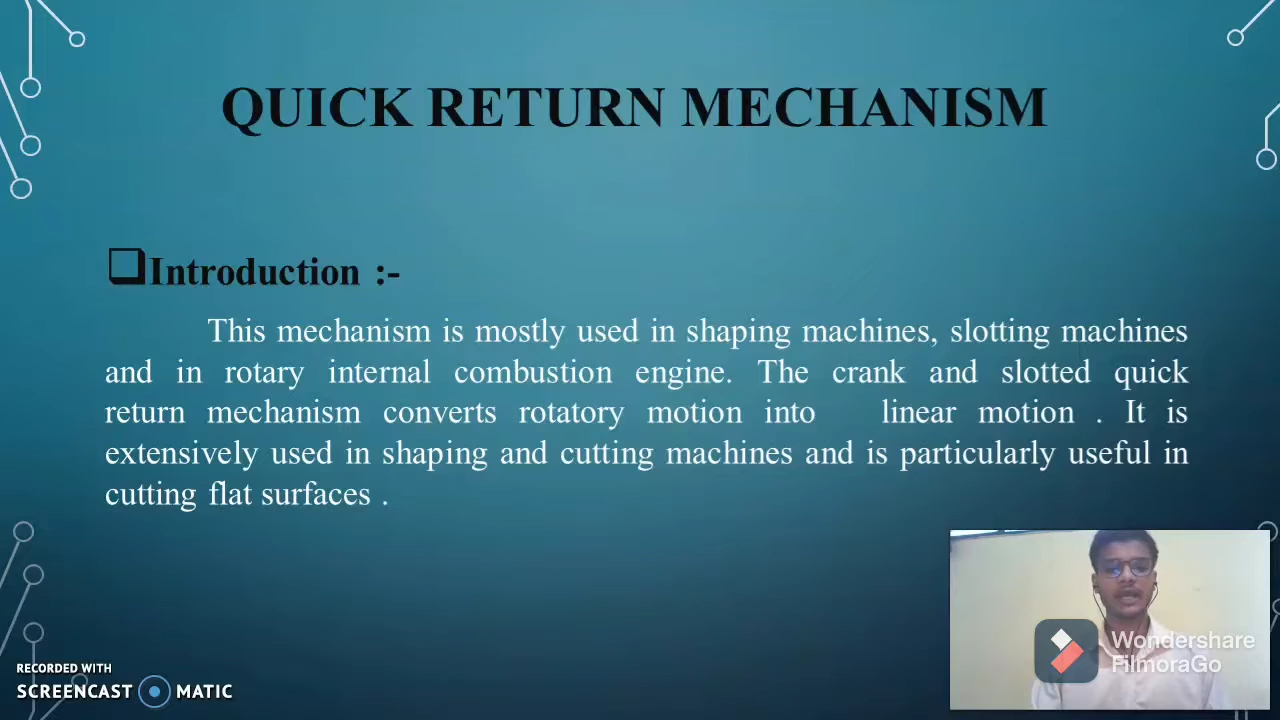 QUICK RETURN MECHANISM
Introduction :-
This mechanism is mostly used in shaping machines, slotting machines
and in rotary internal combustion engine. The crank and slotted quick
return mechanism converts rotatory motion into linear motion . It is
extensively used in shaping and cutting machines and is particularly useful in
cutting flat surfaces .
Wondershare
FilmoraGo
RECORDED WITH
SCREENCAST MATIC